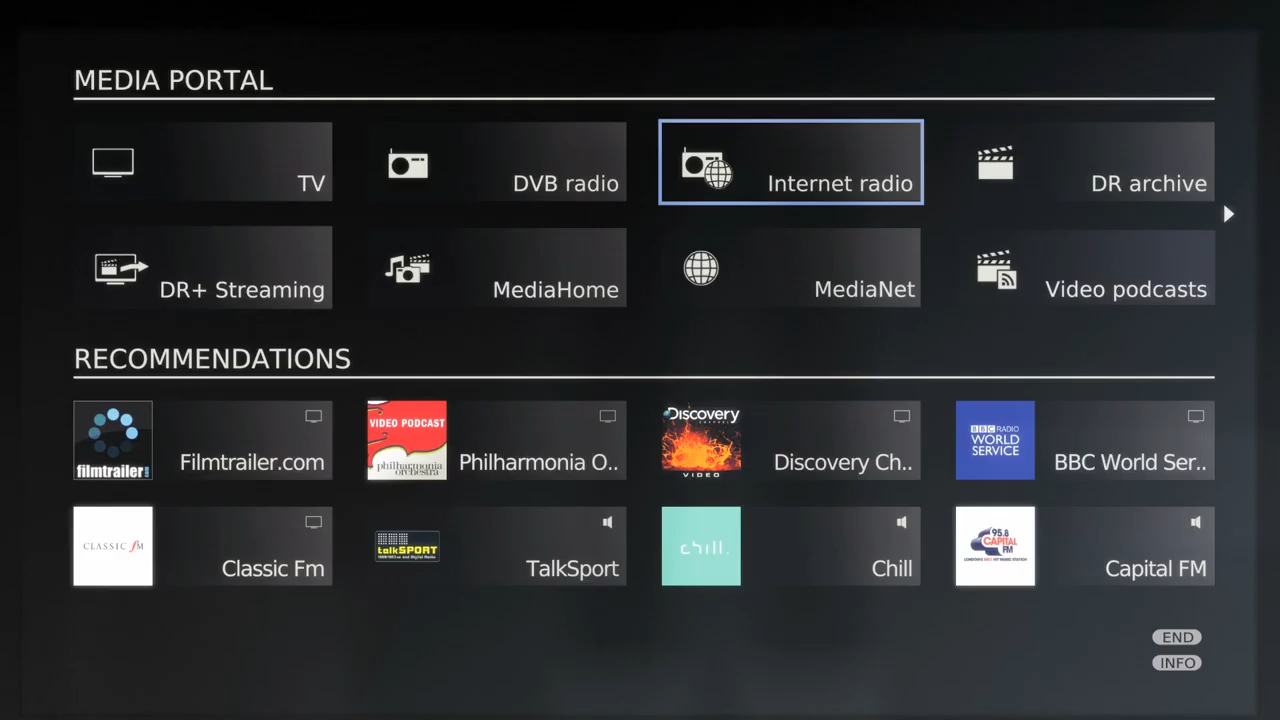 MEDIA PORTAL
TV
DVB radio
Internet radio
DR archive
DR+ Streaming
MediaHome
MediaNet
Video podcasts
RECOMMENDATIONS
filmtrailer
Filmtrailer.com
VIDEO PODCAST
philharmonia
orchestra
Philharmonia O..
Discovery
CHANNEL
VIDEO
Discovery Ch..
BBC RADIO
WORLD
SERVICE
BBC World Ser..
CLASSIC fM
Classic Fm
talkSPORT
TalkSport
chill.
Chill
95.8
CAPITAL
FM
Capital FM
END
INFO